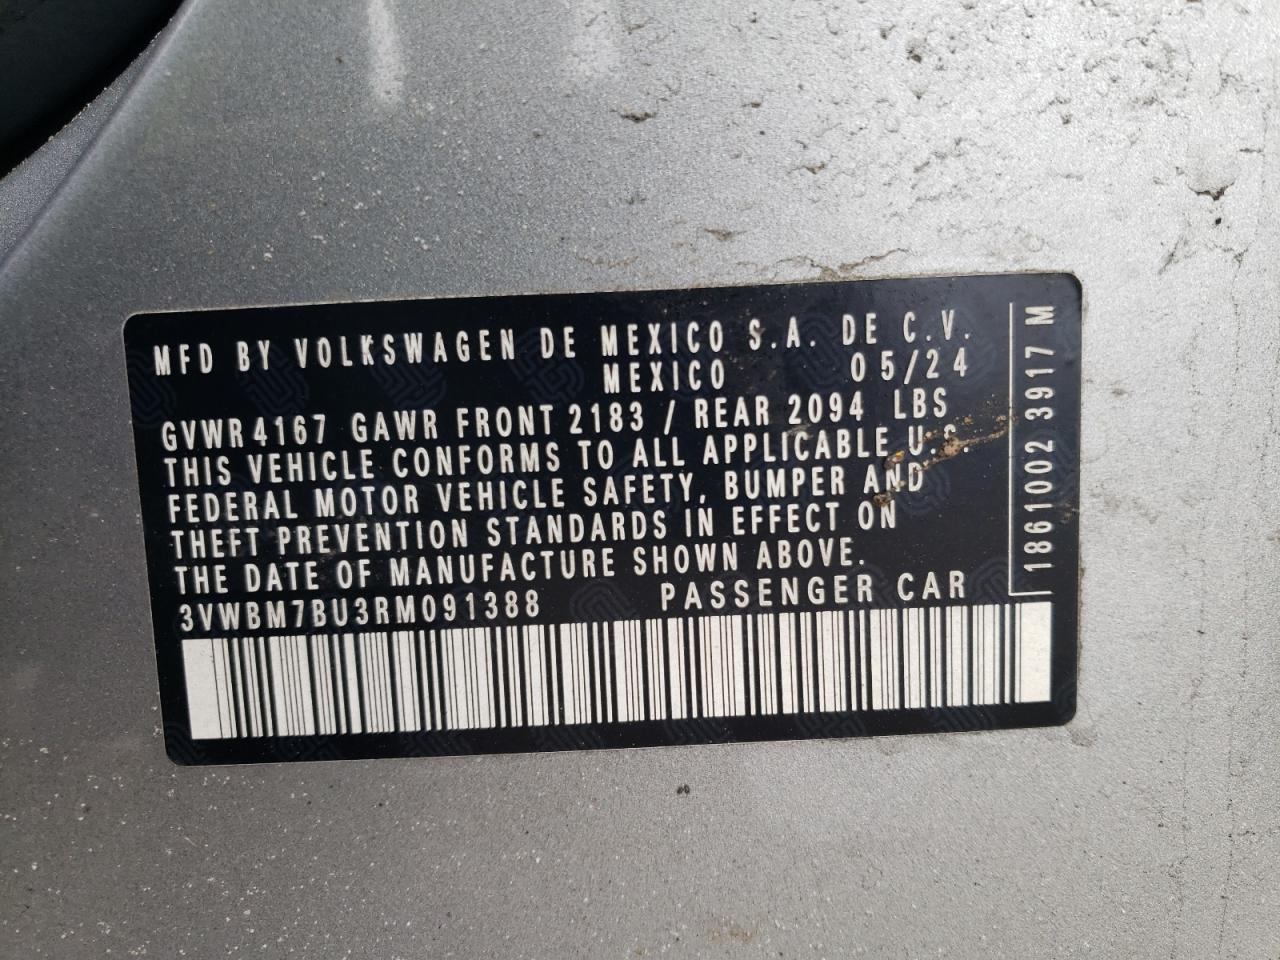 MFD BY VOLKSWAGEN DE MEXICO S.A. DE C.V.
MEXICO 05/24
GVWR 4167 GAWR FRONT 2183 / REAR 2094 LBS
THIS VEHICLE CONFORMS TO ALL APPLICABLE U.S.
FEDERAL MOTOR VEHICLE SAFETY, BUMPER AND
THEFT PREVENTION STANDARDS IN EFFECT ON
THE DATE OF MANUFACTURE SHOWN ABOVE.
3VWBM7BU3RM091388 PASSENGER CAR
1861002 3917 M